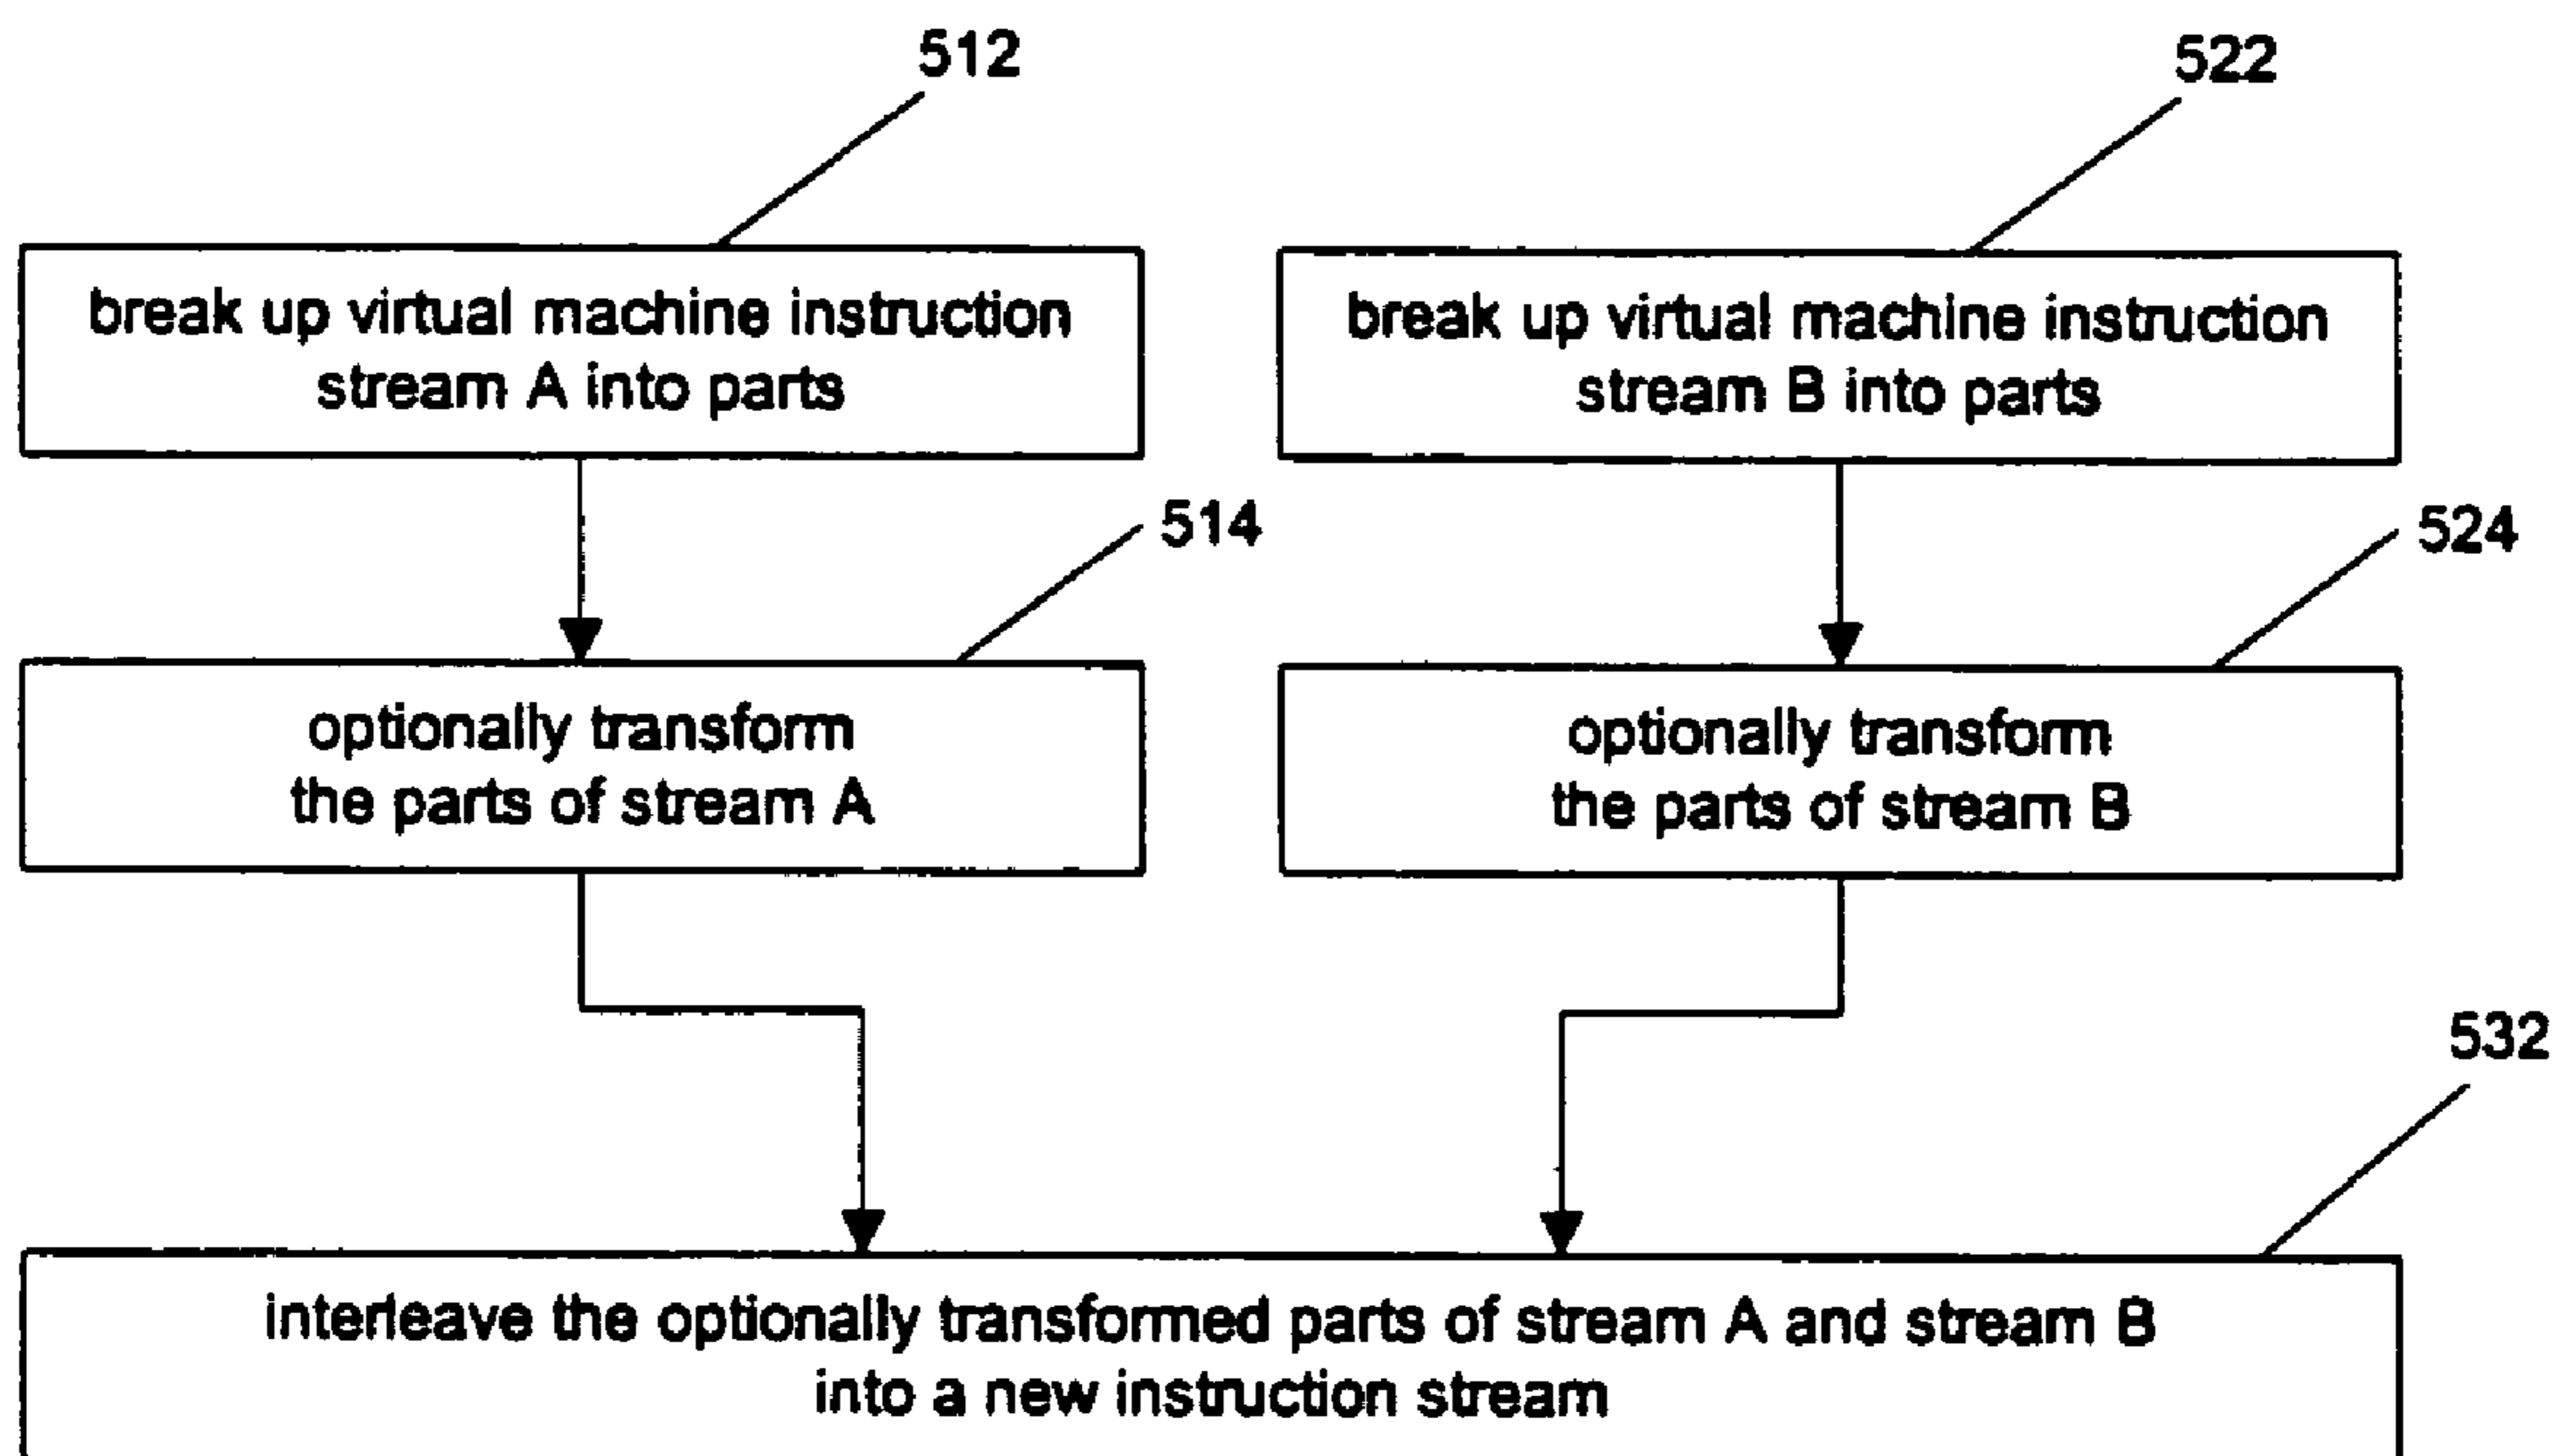 512
522
break up virtual machine instruction
stream A into parts
break up virtual machine instruction
stream B into parts
514
524
optionally transform
the parts of stream A
optionally transform
the parts of stream B
532
interleave the optionally transformed parts of stream A and stream B
into a new instruction stream